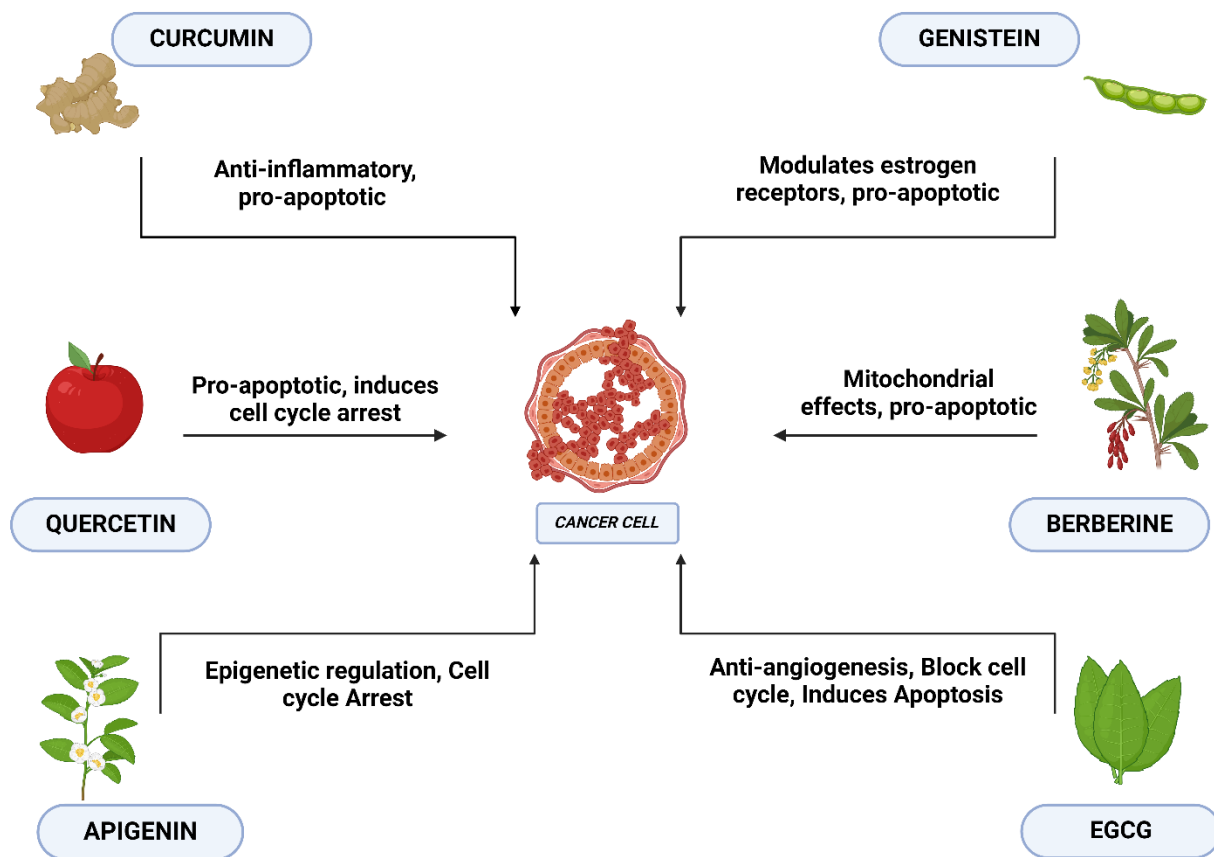 CURCUMIN
GENISTEIN
Anti-inflammatory,
pro-apoptotic
Modulates estrogen
receptors, pro-apoptotic
Pro-apoptotic, induces
cell cycle arrest
Mitochondrial
effects, pro-apoptotic
QUERCETIN
CANCER CELL
BERBERINE
Epigenetic regulation, Cell
cycle Arrest
Anti-angiogenesis, Block cell
cycle, Induces Apoptosis
APIGENIN
EGCG